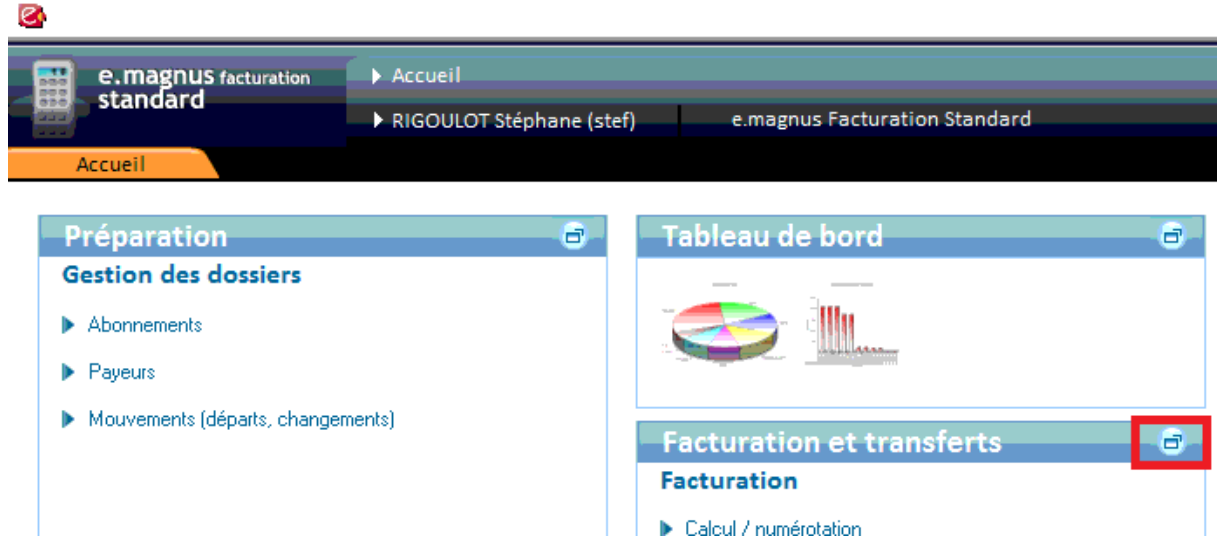 e.magnus facturation
standard
Accueil
RIGOULOT Stéphane (stef)
e.magnus Facturation Standard
Accueil
Préparation
Gestion des dossiers
Abonnements
Payeurs
Mouvements (départs, changements)
Tableau de bord
Facturation et transferts
Facturation
Calcul / numérotation